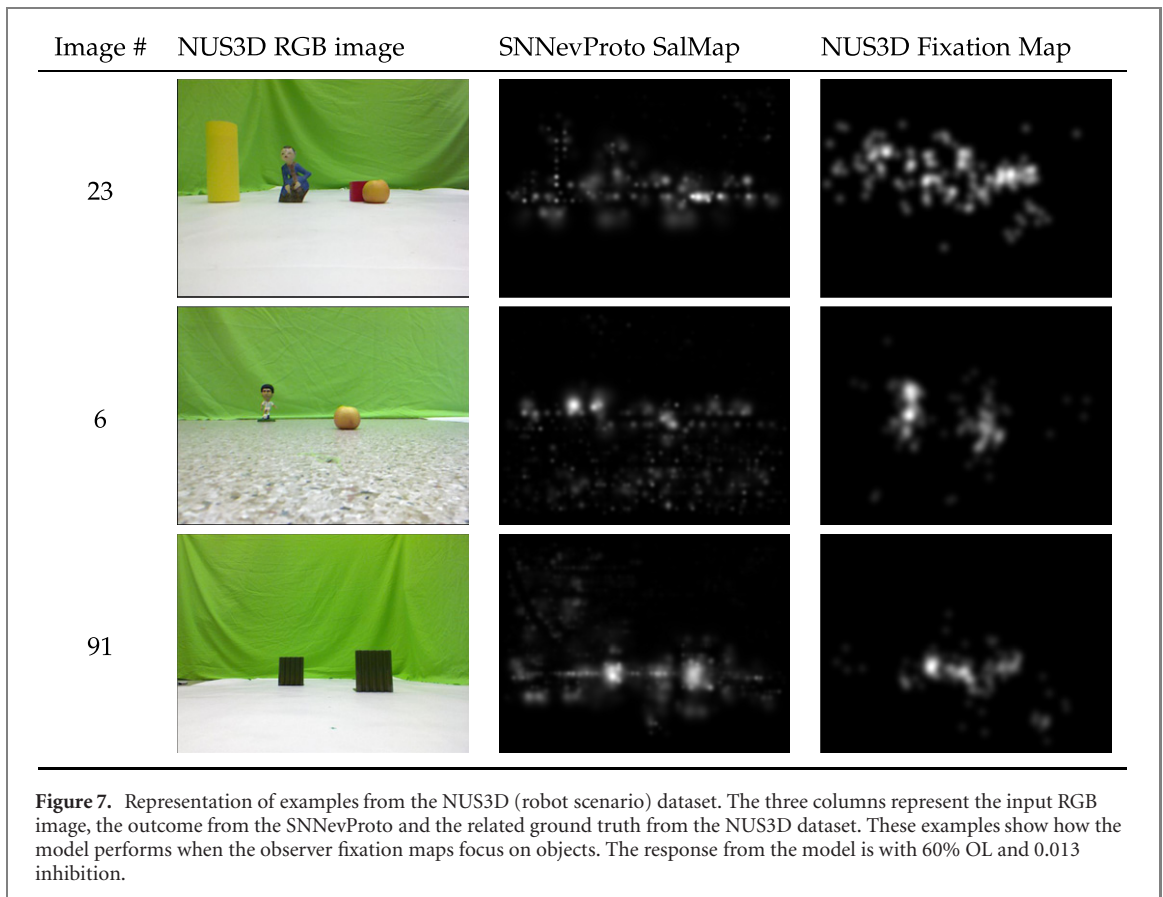 Image # NUS3D RGB image SNNevProto SalMap NUS3D Fixation Map
23
6
91
Figure 7. Representation of examples from the NUS3D (robot scenario) dataset. The three columns represent the input RGB
image, the outcome from the SNNevProto and the related ground truth from the NUS3D dataset. These examples show how the
model performs when the observer fixation maps focus on objects. The response from the model is with 60% OL and 0.013
inhibition.